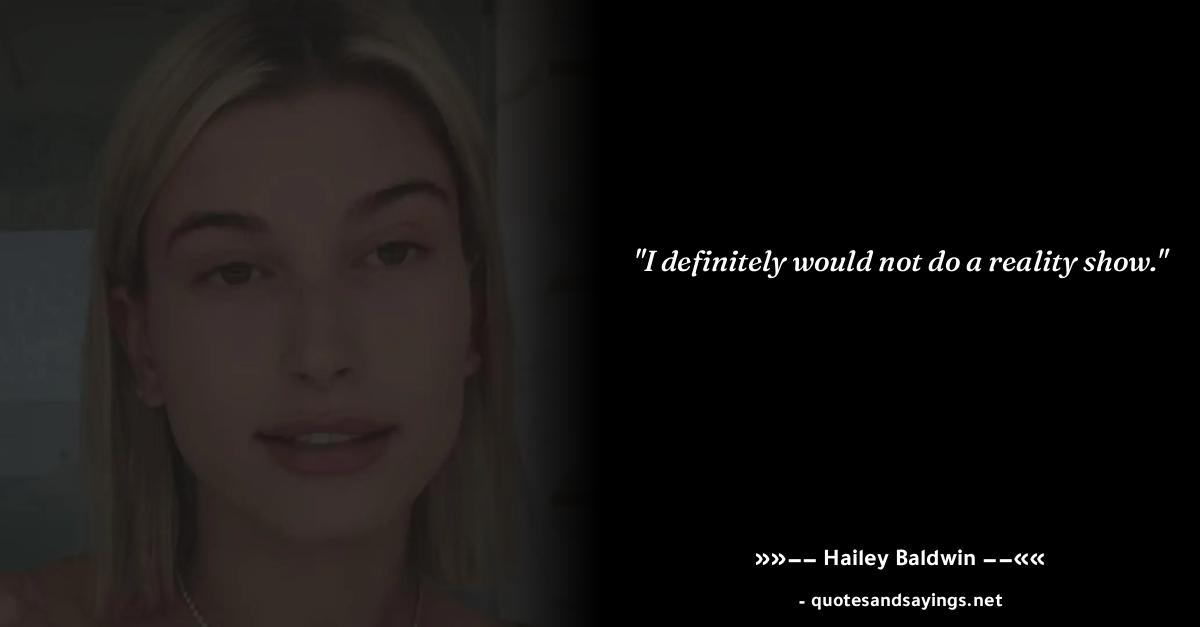 "I definitely would not do a reality show."
»»–– Hailey Baldwin ––««
- quotesandsayings.net